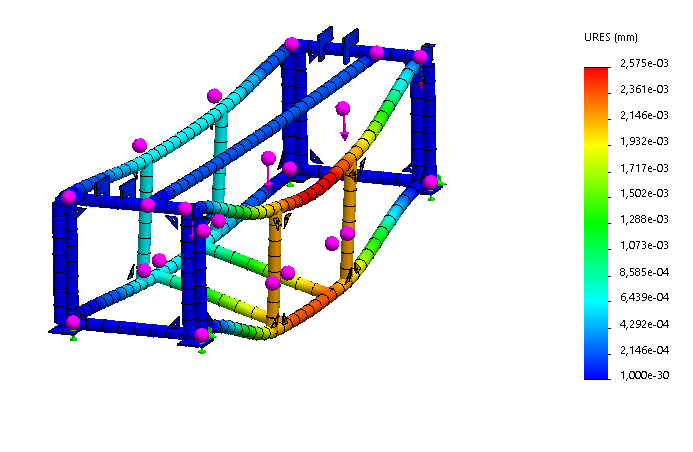 URES (mm)
2,575e-03
2,361e-03
2,146e-03
1,932e-03
1,717e-03
1,502e-03
1,288e-03
1,073e-03
8,585e-04
6,439e-04
4,292e-04
2,146e-04
1,000e-30